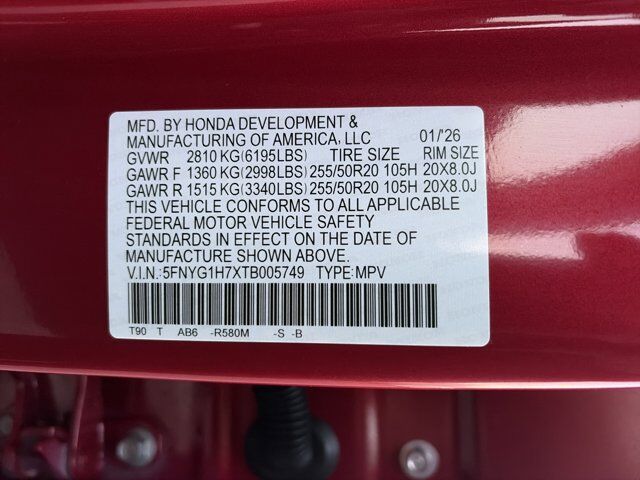 MFD. BY HONDA DEVELOPMENT &
MANUFACTURING OF AMERICA, LLC 01/'26
GVWR 2810 KG(6195LBS) TIRE SIZE RIM SIZE
GAWR F 1360 KG(2998LBS) 255/50R20 105H 20X8.0J
GAWR R 1515 KG(3340LBS) 255/50R20 105H 20X8.0J
THIS VEHICLE CONFORMS TO ALL APPLICABLE
FEDERAL MOTOR VEHICLE SAFETY
STANDARDS IN EFFECT ON THE DATE OF
MANUFACTURE SHOWN ABOVE.
V.I.N.:5FNYG1H7XTB005749 TYPE:MPV
T90 T AB6 -R580M -S -B